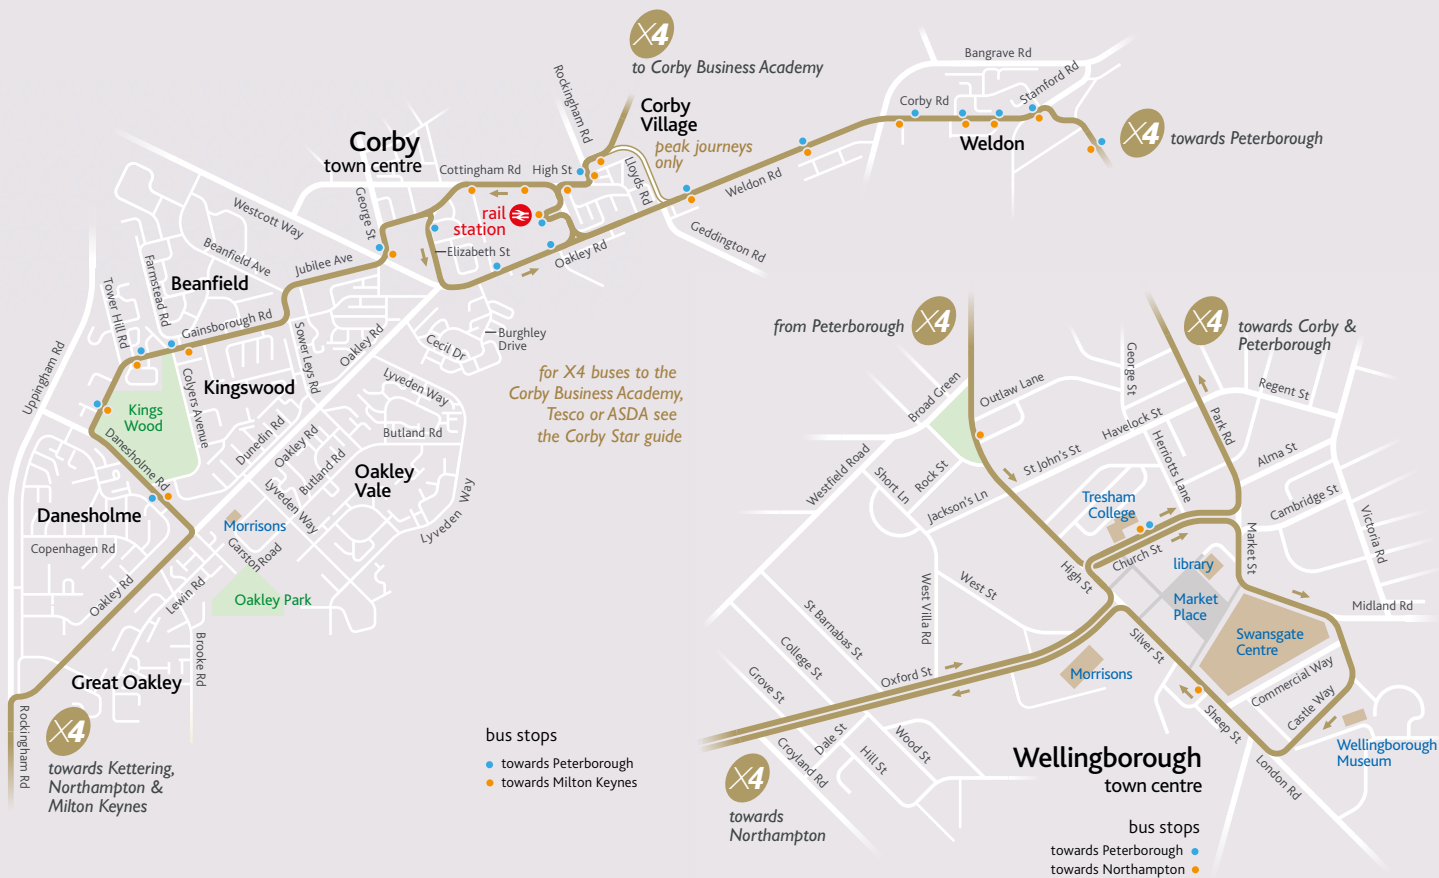 X4
to Corby Business Academy
Bangrave Rd
Stamford Rd
Corby Rd
Weldon
X4
towards Peterborough
Rockingham Rd
Corby
Village
peak journeys
only
Corby
town centre
Cottingham Rd
High St
Lloyds Rd
Weldon Rd
George St
rail
station
Westcott Way
Elizabeth St
Oakley Rd
Geddington Rd
Beanfield Ave
Jubilee Ave
Farmstead Rd
Beanfield
Tower Hill Rd
Gainsborough Rd
Sower Leys Rd
Oakley Rd
Cecil Dr
Burghley
Drive
Uppingham Rd
Kingswood
Colyers Avenue
Kings
Wood
Lyveden Way
for X4 buses to the
Corby Business Academy,
Tesco or ASDA see
the Corby Star guide
Danesholme Rd
Dunedin Rd
Oakley Rd
Butland Rd
Butland Rd
Oakley
Vale
Lyveden Way
Lyveden Way
Danesholme
Morrisons
Copenhagen Rd
Garston Road
Oakley Rd
Lewin Rd
Oakley Park
Brooke Rd
Great Oakley
Rockingham Rd
X4
towards Kettering,
Northampton &
Milton Keynes
bus stops
towards Peterborough
towards Milton Keynes
from Peterborough
X4
X4
towards Corby &
Peterborough
Broad Green
Outlaw Lane
George St
Regent St
Havelock St
Park Rd
Westfield Road
Short Ln
Rock St
St John's St
Herriotts Lane
Alma St
Jackson's Ln
Tresham
College
Cambridge St
Victoria Rd
Market St
Church St
High St
library
Market
Place
West Villa Rd
West St
Midland Rd
St Barnabas St
Swansgate
Centre
College St
Silver St
Grove St
Oxford St
Morrisons
Commercial Way
Castle Way
Sheep St
Wellingborough
Museum
Dale St
Wood St
Hill St
Croyland Rd
London Rd
Wellingborough
town centre
X4
towards
Northampton
bus stops
towards Peterborough
towards Northampton